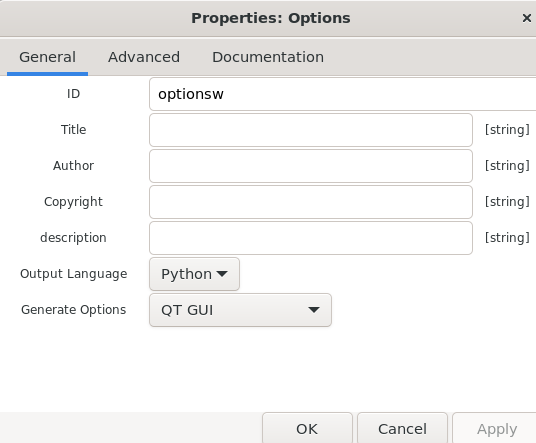 Properties: Options ×
General Advanced Documentation
ID optionsw
Title [string]
Author [string]
Copyright [string]
description [string]
Output Language Python
Generate Options QT GUI
OK Cancel Apply